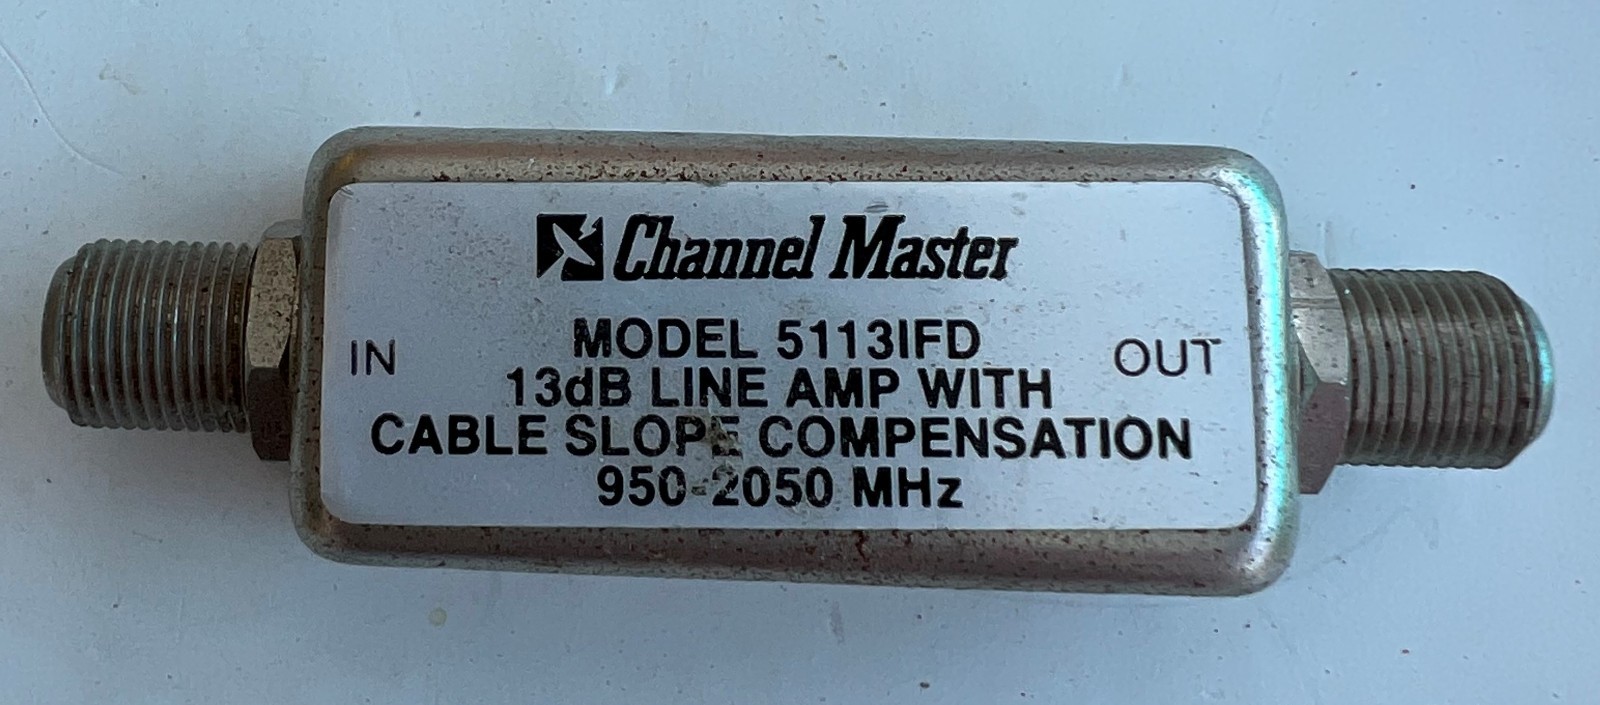 Channel Master
MODEL 5113IFD
IN
OUT
13dB LINE AMP WITH
CABLE SLOPE COMPENSATION
950-2050 MHz